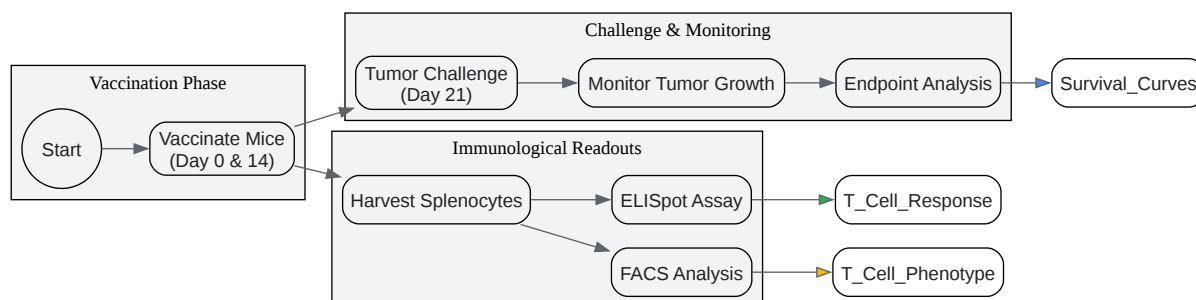 Challenge & Monitoring
Vaccination Phase
Tumor Challenge
(Day 21)
Monitor Tumor Growth
Endpoint Analysis
Survival_Curves
Start
Vaccinate Mice
(Day 0 & 14)
Immunological Readouts
Harvest Splenocytes
ELISpot Assay
T_Cell_Response
FACS Analysis
T_Cell_Phenotype